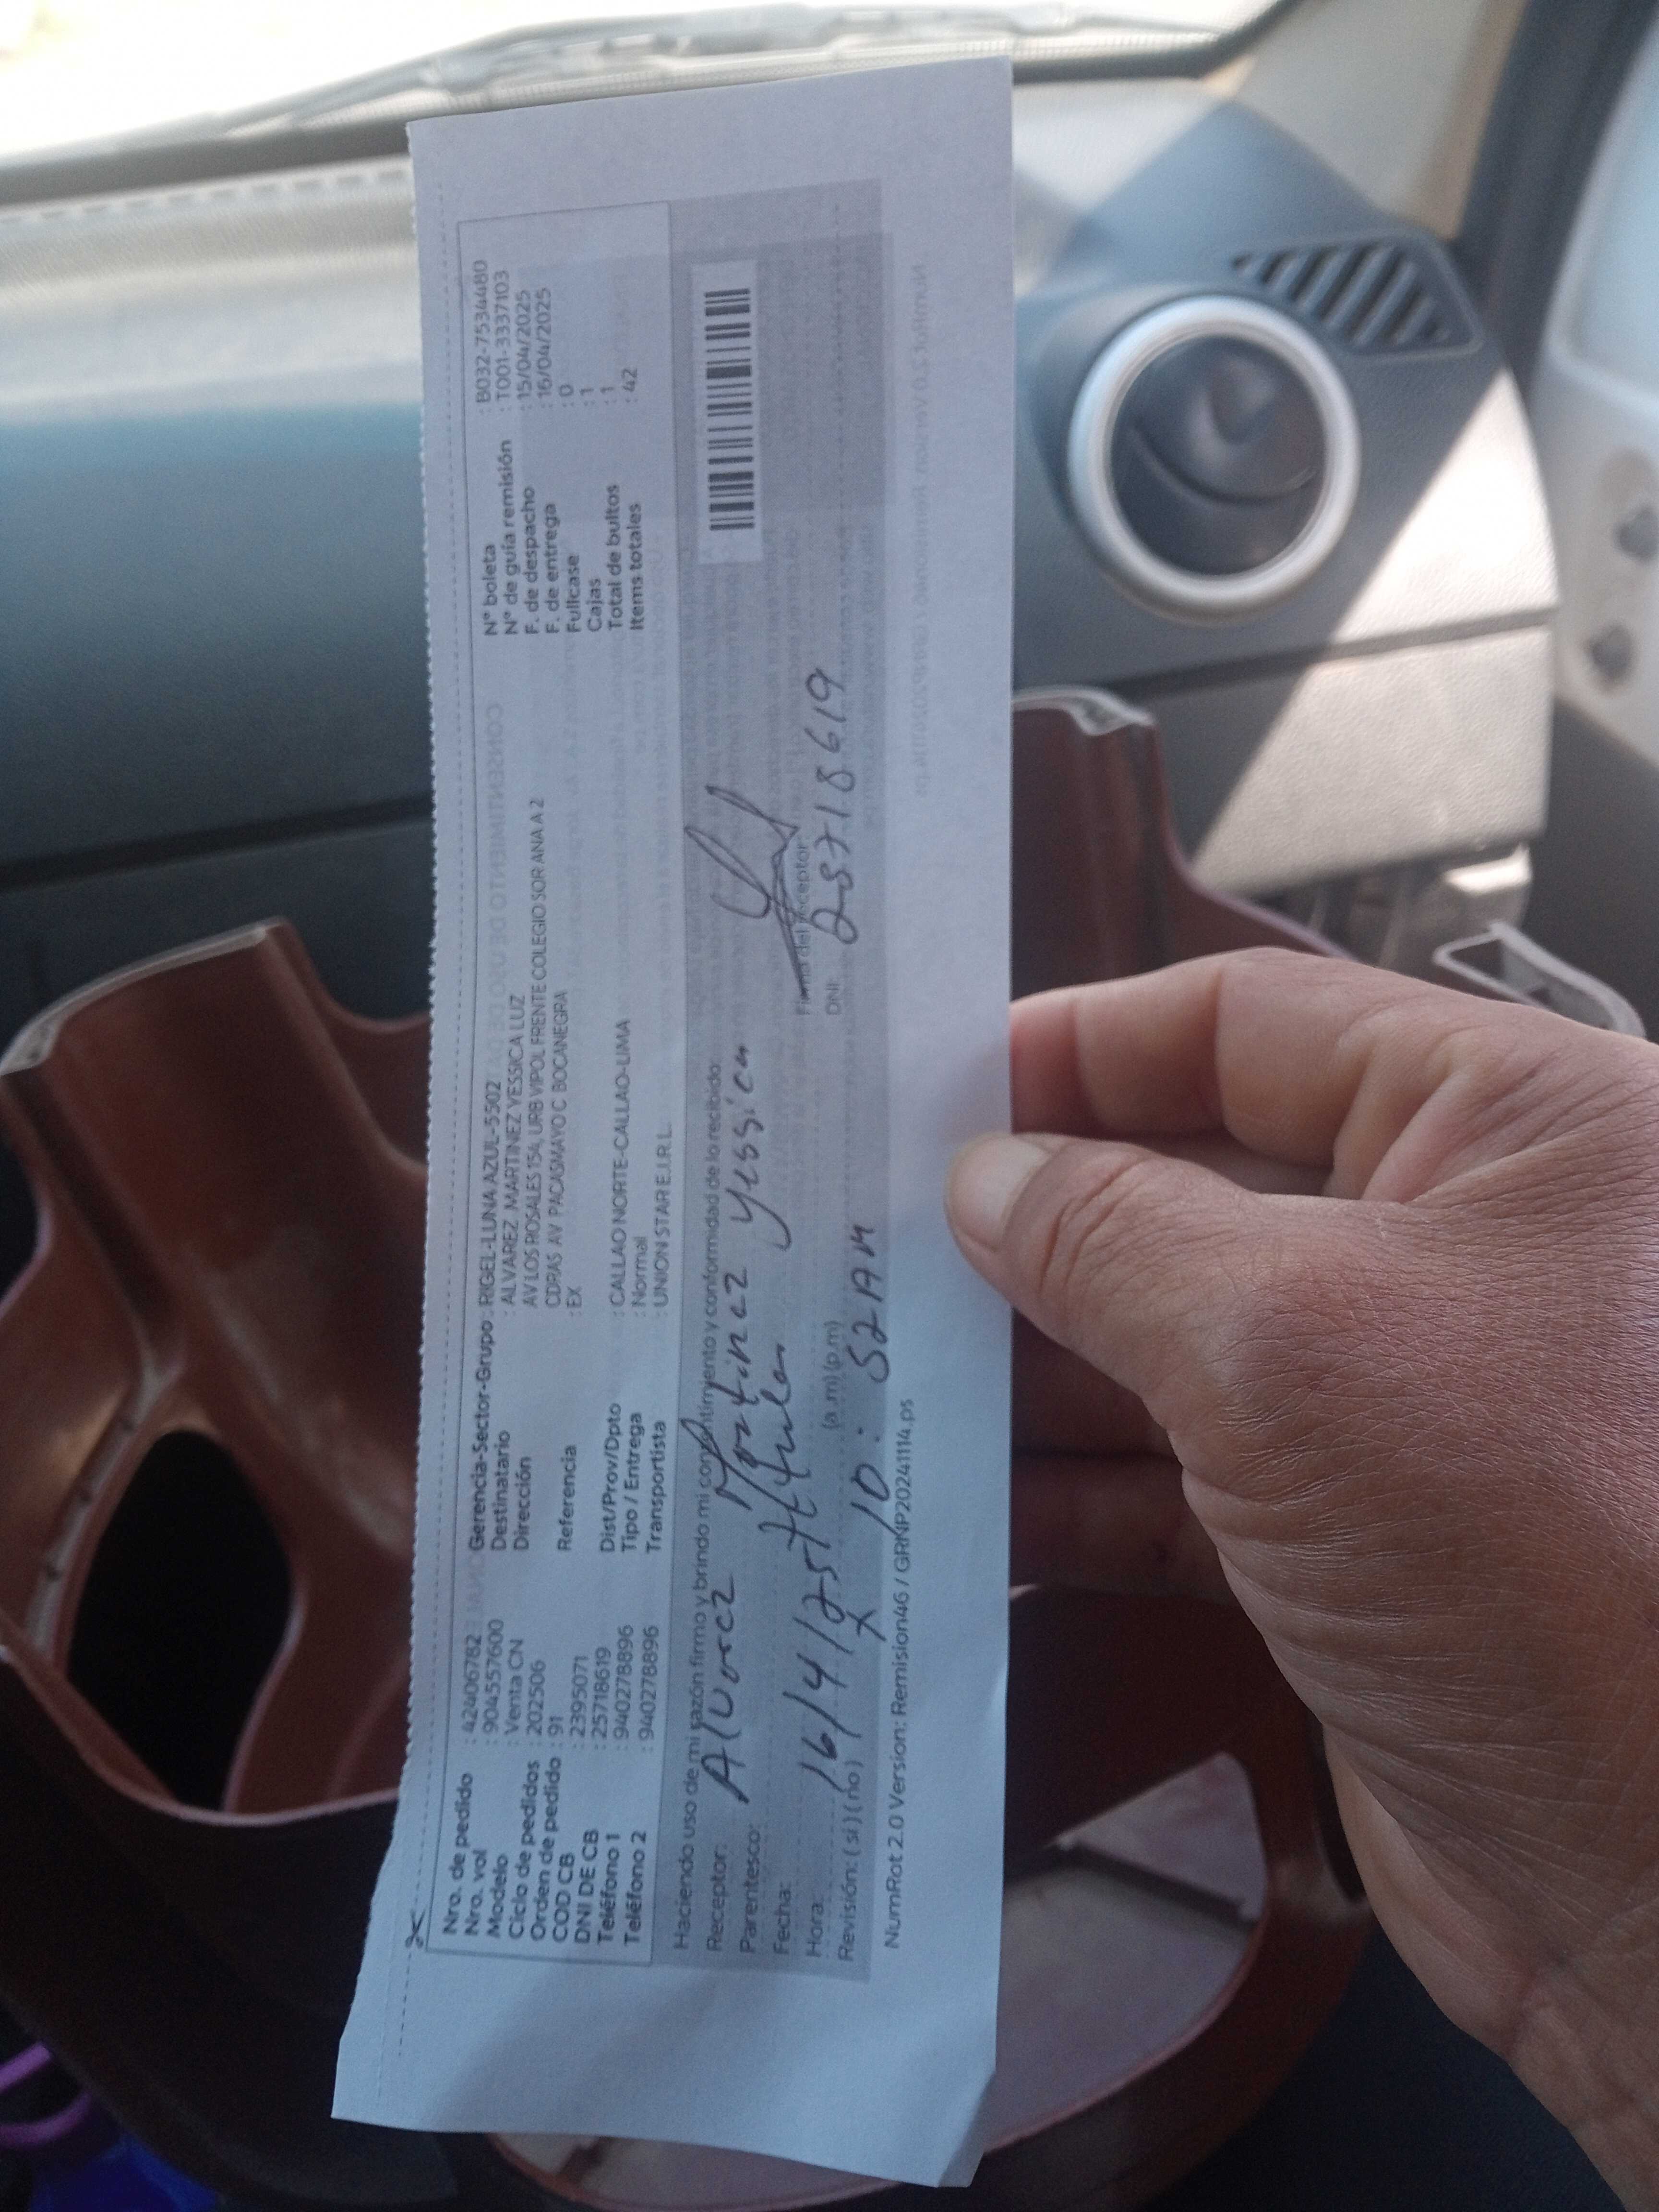 Nro. de pedido : 42406782
Nro. vol : 904557600
Modelo : Venta CN
Ciclo de pedidos : 202506
Orden de pedido : 91
COD CB : 2395071
DNI DE CB : 25718619
Teléfono 1 : 940278896
Teléfono 2 : 940278896
Gerencia-Sector-Grupo : RIGEL-LUNA AZUL-5502
Destinatario : ALVAREZ MARTINEZ YESSICA LUZ
Dirección : AV LOS ROSALES 154, URB VIPOL FRENTE COLEGIO SOR ANA A 2
CDRAS AV PACASMAYO C BOCANEGRA
Referencia : EX
Dist/Prov/Dpto : CALLAO NORTE-CALLAO-LIMA
Tipo / Entrega : Normal
Transportista : UNION STAR E.I.R.L.
N° boleta : B032-7534480
N° de guía remisión : T001-3337103
F. de despacho : 15/04/2025
F. de entrega : 16/04/2025
Fullcase : 0
Cajas : 1
Total de bultos : 1
Items totales : 42
Haciendo uso de mi razón firmo y brindo mi consentimiento y conformidad de lo recibido:
Receptor: Alvarez Martinez Yessica
Parentesco: Titular
Fecha: 16/4/25
Hora: (a.m) (p.m) 10:52 AM
Revisión: (si) (no) X
Firma del receptor
DNI: 25718619
NumRot 2.0 Version: Remision46 / GRNP20241114.ps